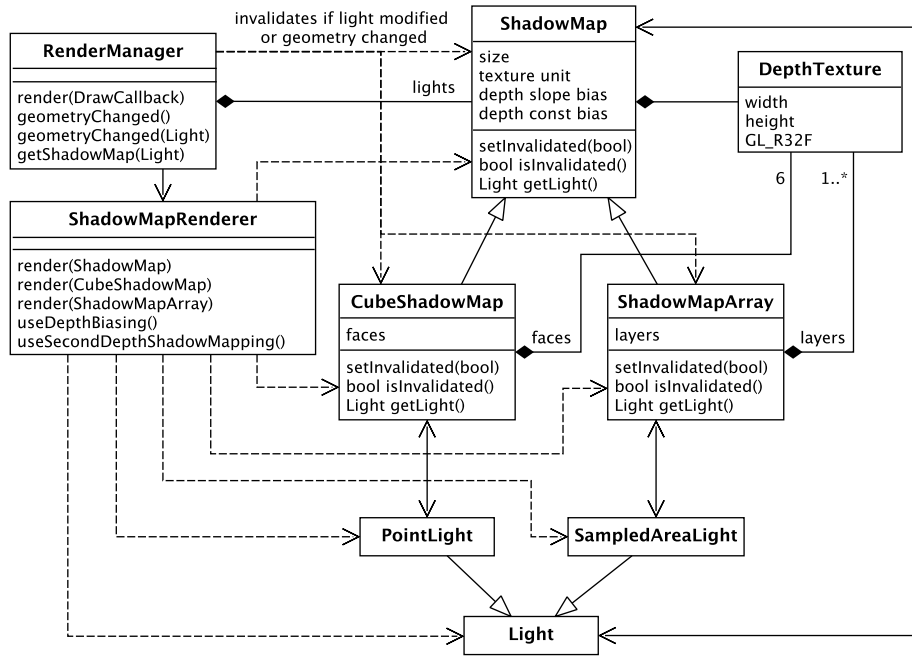 invalidates if light modified
or geometry changed
RenderManager
render(DrawCallback)
geometryChanged()
geometryChanged(Light)
getShadowMap(Light)
lights
ShadowMap
size
texture unit
depth slope bias
depth const bias
setInvalidated(bool)
bool isInvalidated()
Light getLight()
DepthTexture
width
height
GL_R32F
6
1..*
ShadowMapRenderer
render(ShadowMap)
render(CubeShadowMap)
render(ShadowMapArray)
useDepthBiasing()
useSecondDepthShadowMapping()
CubeShadowMap
faces
setInvalidated(bool)
bool isInvalidated()
Light getLight()
faces
ShadowMapArray
layers
setInvalidated(bool)
bool isInvalidated()
Light getLight()
layers
PointLight
SampledAreaLight
Light